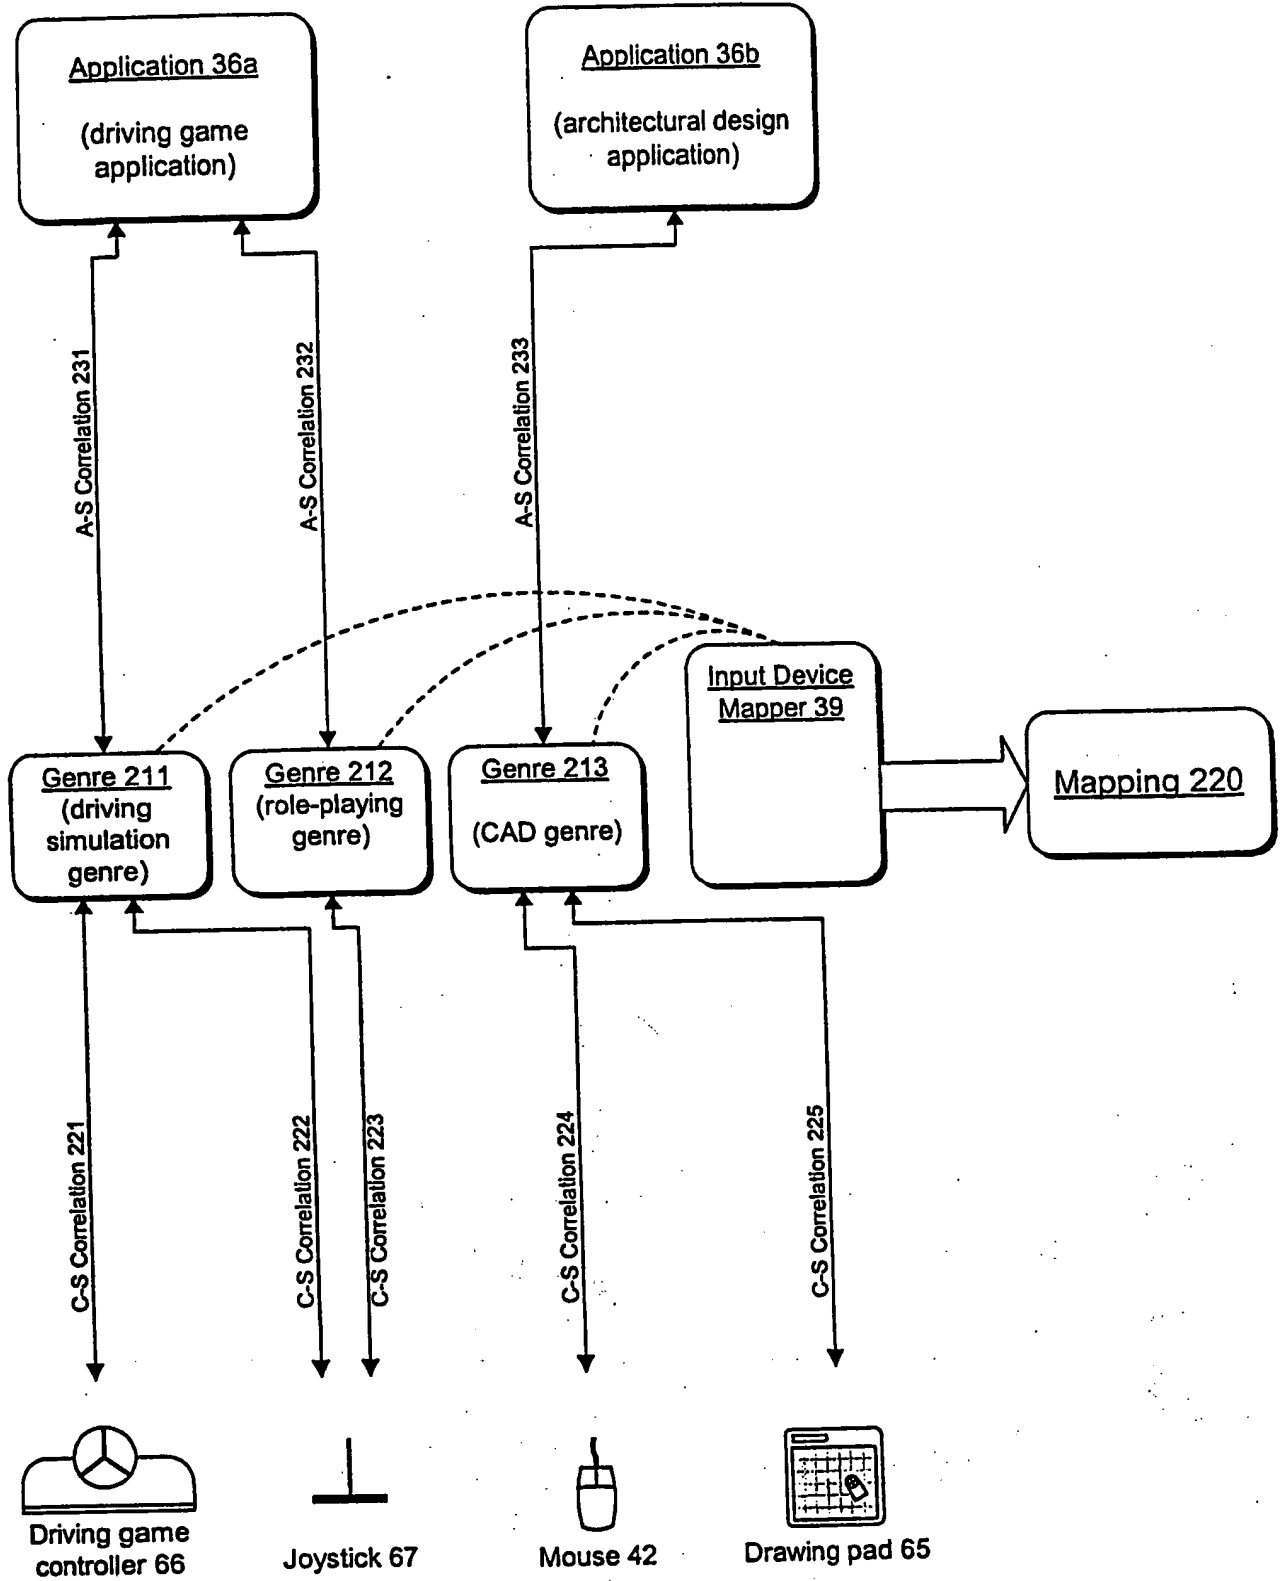 Application 36a
(driving game
application)
Application 36b
(architectural design
application)
A-S Correlation 231
A-S Correlation 232
A-S Correlation 233
Input Device
Mapper 39
Mapping 220
Genre 211
(driving
simulation
genre)
Genre 212
(role-playing
genre)
Genre 213
(CAD genre)
C-S Correlation 221
C-S Correlation 222
C-S Correlation 223
C-S Correlation 224
C-S Correlation 225
Driving game
controller 66
Joystick 67
Mouse 42
Drawing pad 65